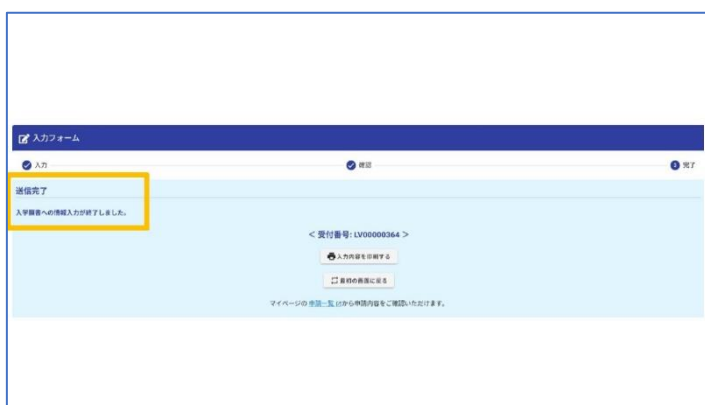 入力フォーム
入力
確認
3 完了
送信完了
入学願書への情報入力が終了しました。
< 受付番号: LV00000364 >
入力内容を印刷する
最初の画面に戻る
マイページの 申請一覧 から申請内容をご確認いただけます。